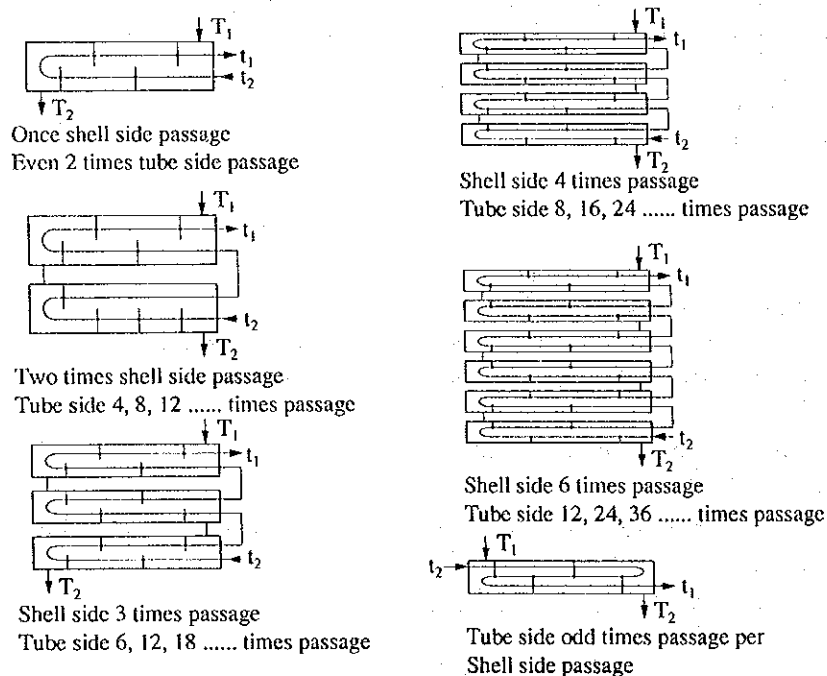 T₁
t₁
t₂
T₂
Once shell side passage
Even 2 times tube side passage
T₁
t₁
t₂
T₂
Two times shell side passage
Tube side 4, 8, 12 ...... times passage
T₁
t₁
t₂
T₂
Shell side 3 times passage
Tube side 6, 12, 18 ...... times passage
T₁
t₁
t₂
T₂
Shell side 4 times passage
Tube side 8, 16, 24 ...... times passage
T₁
t₁
t₂
T₂
Shell side 6 times passage
Tube side 12, 24, 36 ...... times passage
T₁
t₂
t₁
T₂
Tube side odd times passage per
Shell side passage